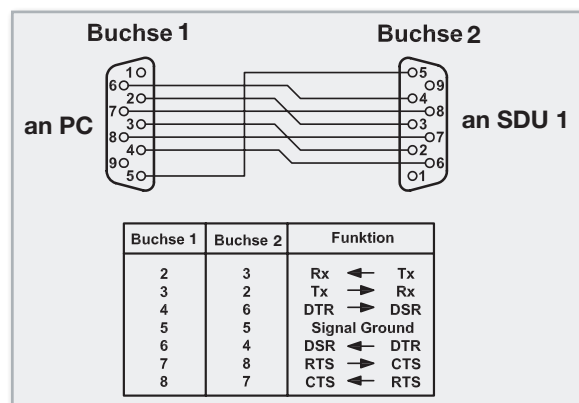 Buchse 1 Buchse 2
an PC an SDU 1
1 6 2 7 3 8 4 9 5
5 9 4 8 3 7 2 6 1
Buchse 1 Buchse 2 Funktion
2 3 Rx ← Tx
3 2 Tx → Rx
4 6 DTR → DSR
5 5 Signal Ground
6 4 DSR ← DTR
7 8 RTS → CTS
8 7 CTS ← RTS